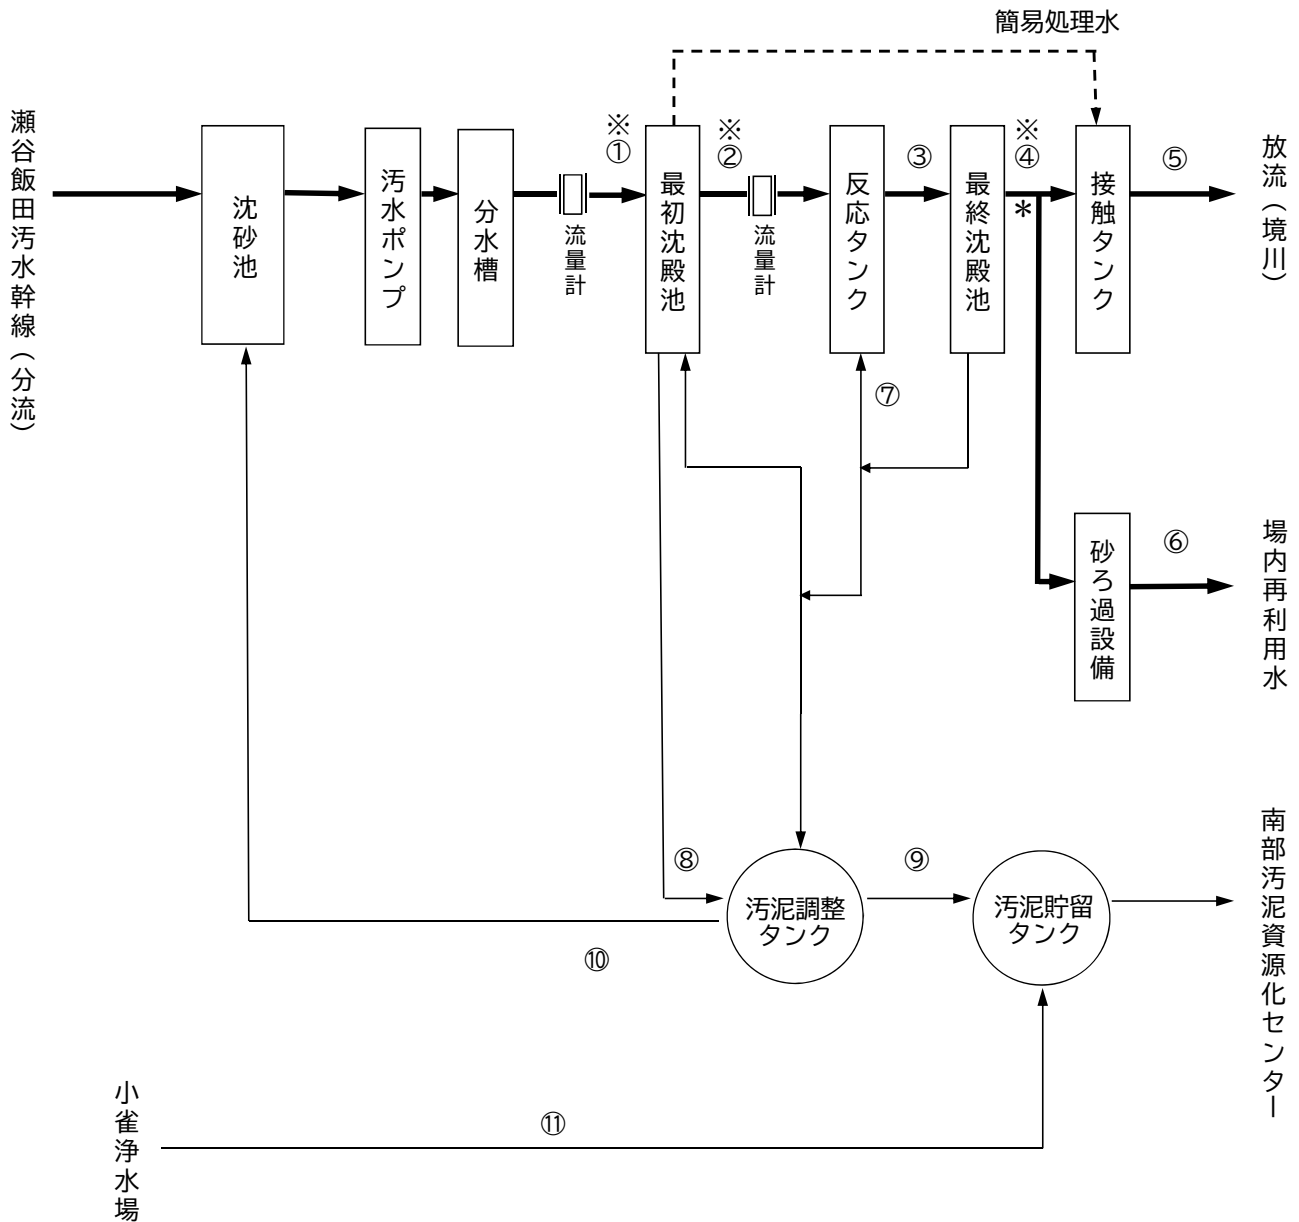 簡易処理水
瀬谷飯田汚水幹線（分流）
沈砂池
汚水ポンプ
分水槽
流量計
※
①
最初沈殿池
※
②
流量計
反応タンク
③
最終沈殿池
※
④
＊
接触タンク
⑤
放流（境川）
⑦
砂ろ過設備
⑥
場内再利用水
⑧
汚泥調整
タンク
⑨
汚泥貯留
タンク
南部汚泥資源化センター
⑩
小雀浄水場
⑪